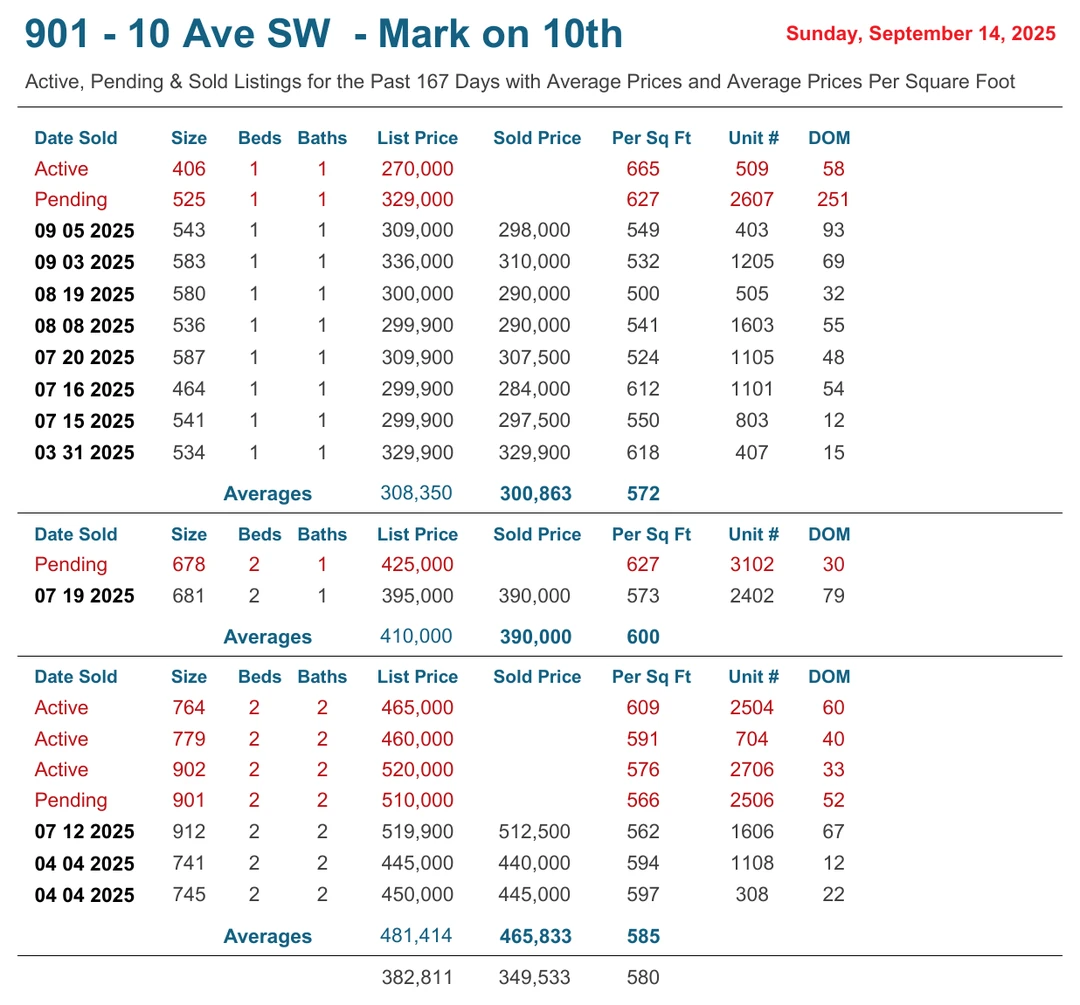 901 - 10 Ave SW - Mark on 10th
Sunday, September 14, 2025
Active, Pending & Sold Listings for the Past 167 Days with Average Prices and Average Prices Per Square Foot
Date Sold Size Beds Baths List Price Sold Price Per Sq Ft Unit # DOM
Active 406 1 1 270,000 665 509 58
Pending 525 1 1 329,000 627 2607 251
09 05 2025 543 1 1 309,000 298,000 549 403 93
09 03 2025 583 1 1 336,000 310,000 532 1205 69
08 19 2025 580 1 1 300,000 290,000 500 505 32
08 08 2025 536 1 1 299,900 290,000 541 1603 55
07 20 2025 587 1 1 309,900 307,500 524 1105 48
07 16 2025 464 1 1 299,900 284,000 612 1101 54
07 15 2025 541 1 1 299,900 297,500 550 803 12
03 31 2025 534 1 1 329,900 329,900 618 407 15
Averages 308,350 300,863 572
Date Sold Size Beds Baths List Price Sold Price Per Sq Ft Unit # DOM
Pending 678 2 1 425,000 627 3102 30
07 19 2025 681 2 1 395,000 390,000 573 2402 79
Averages 410,000 390,000 600
Date Sold Size Beds Baths List Price Sold Price Per Sq Ft Unit # DOM
Active 764 2 2 465,000 609 2504 60
Active 779 2 2 460,000 591 704 40
Active 902 2 2 520,000 576 2706 33
Pending 901 2 2 510,000 566 2506 52
07 12 2025 912 2 2 519,900 512,500 562 1606 67
04 04 2025 741 2 2 445,000 440,000 594 1108 12
04 04 2025 745 2 2 450,000 445,000 597 308 22
Averages 481,414 465,833 585
382,811 349,533 580